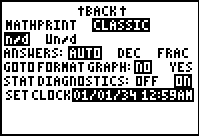 ↑BACK↑
MATHPRINT CLASSIC
n/d Un/d
ANSWERS: AUTO DEC FRAC
GOTO FORMAT GRAPH: NO YES
STAT DIAGNOSTICS: OFF ON
SET CLOCK 01/01/34 12:59AM